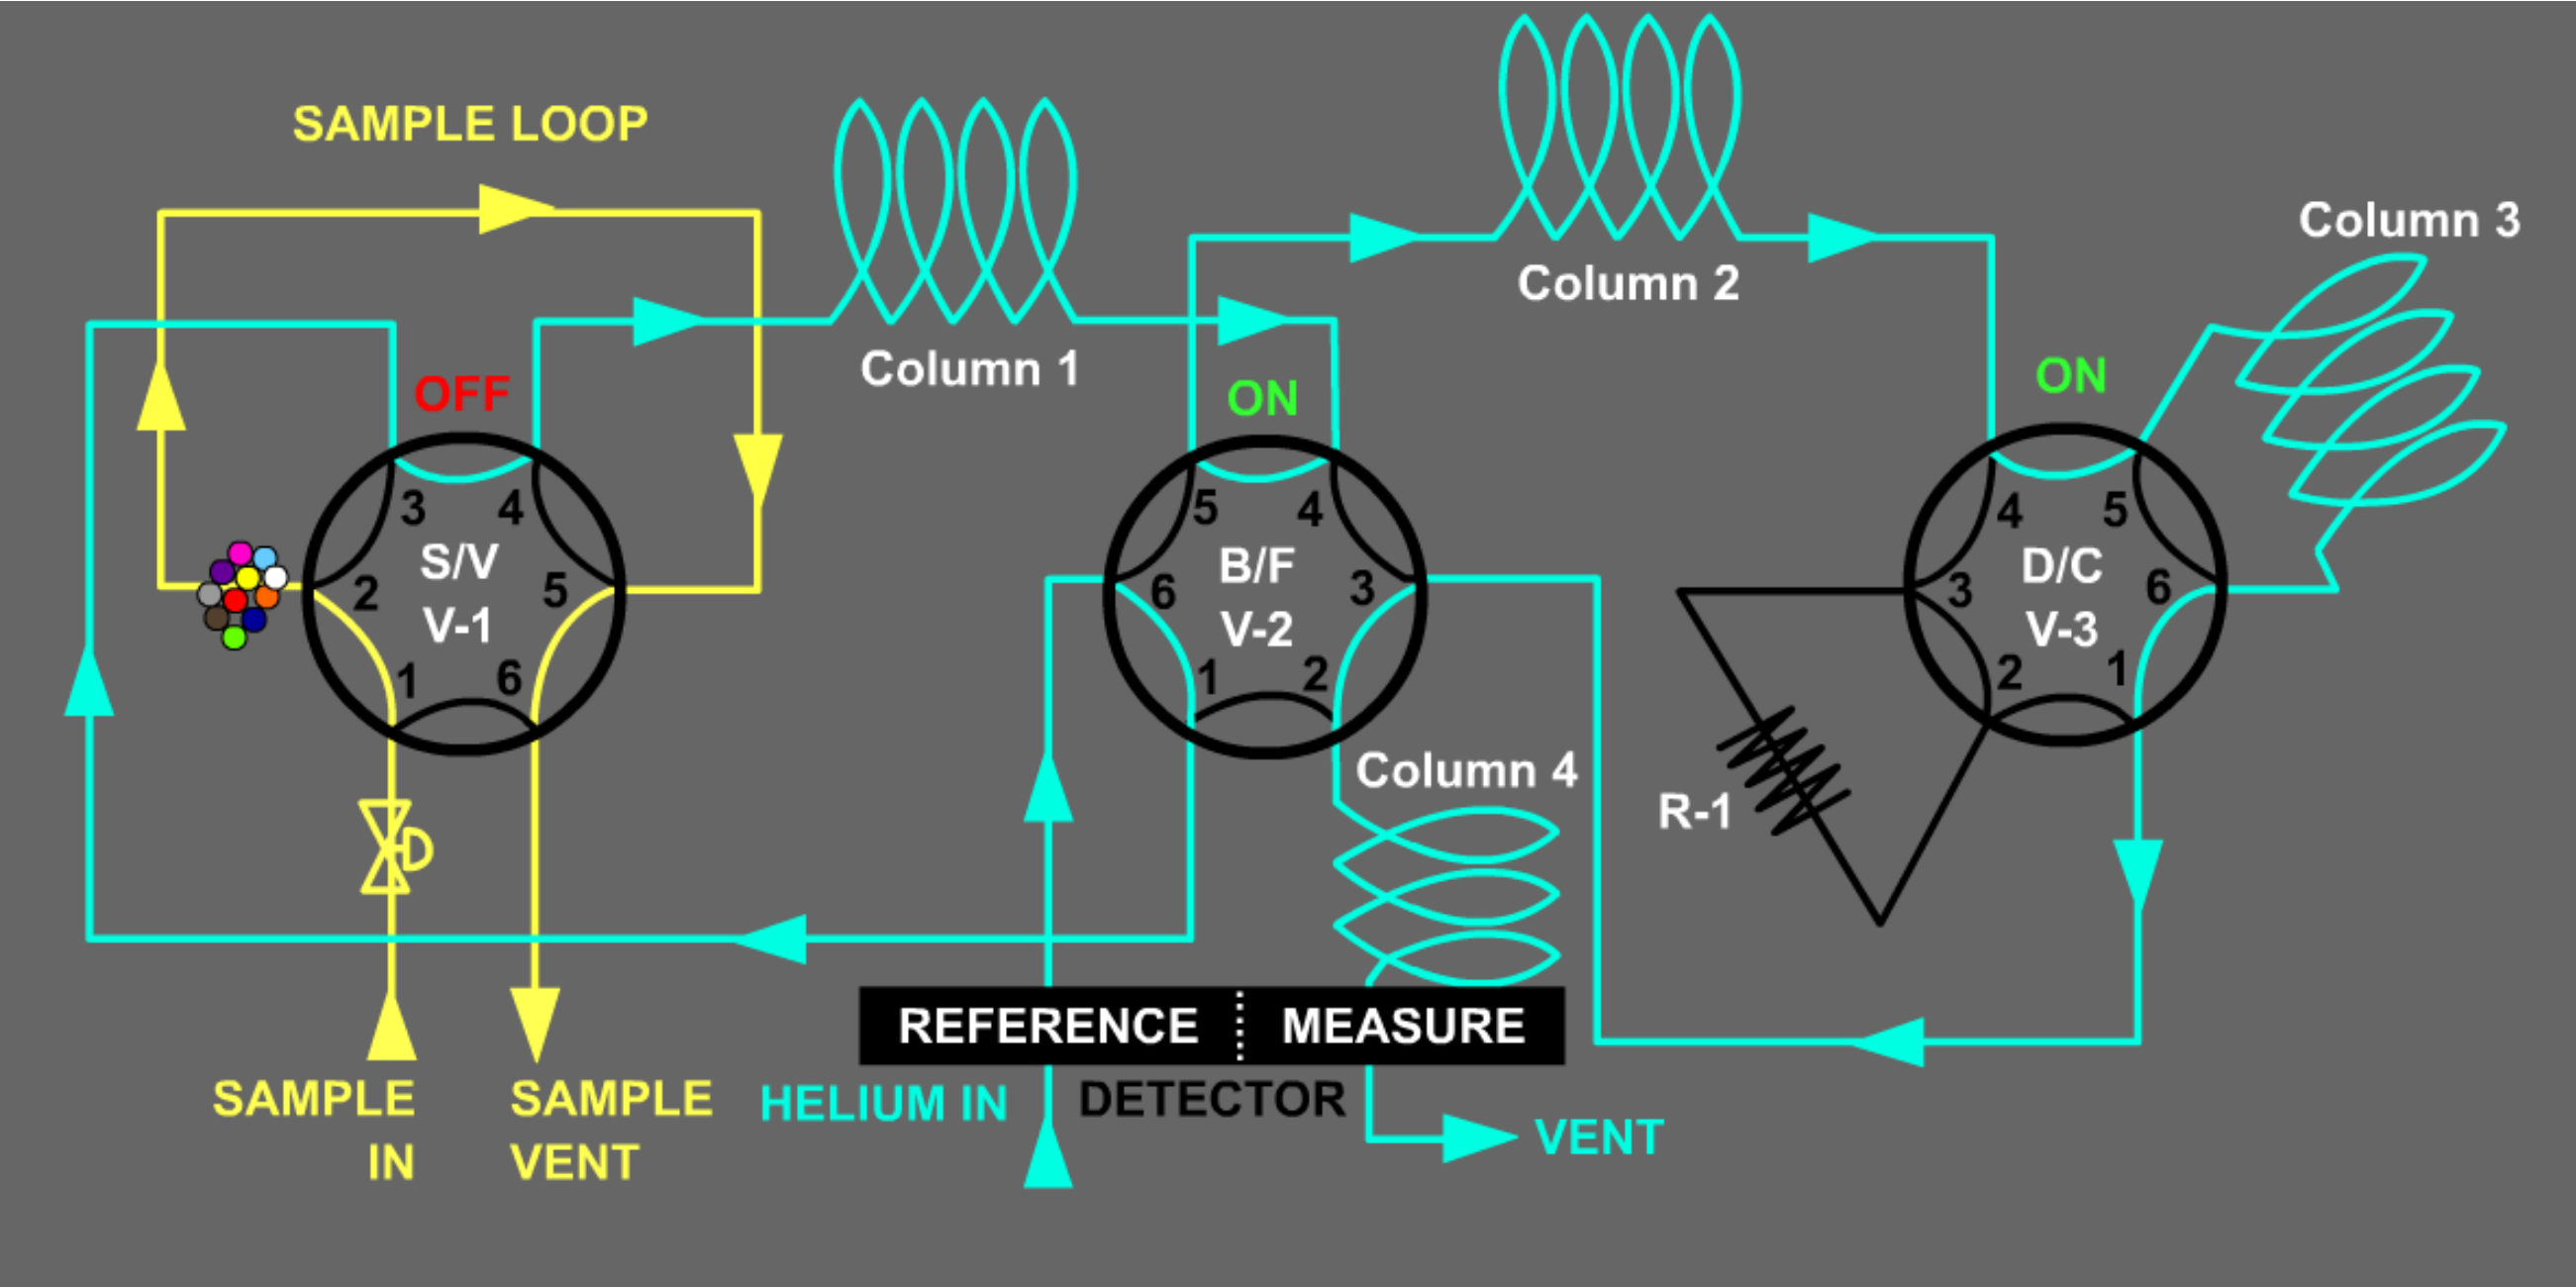 SAMPLE LOOP
Column 1
Column 2
Column 3
OFF
ON
ON
3 4
S/V
2 5
V-1
1 6
5 4
B/F
6 3
V-2
1 2
4 5
D/C
3 6
V-3
2 1
Column 4
R-1
REFERENCE MEASURE
DETECTOR
SAMPLE
IN
SAMPLE
VENT
HELIUM IN
VENT